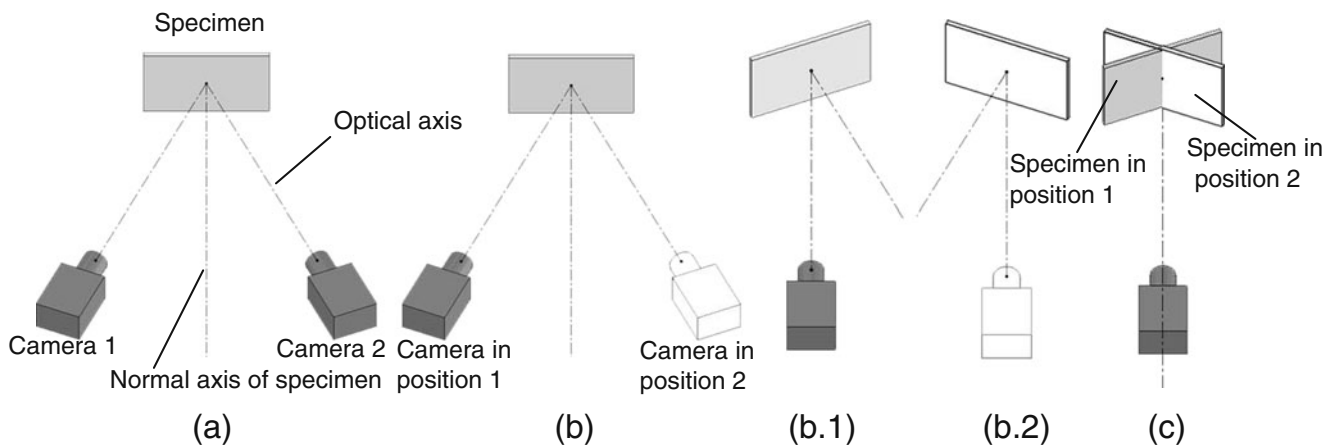 Specimen
Optical axis
Camera 1
Camera 2
Normal axis of specimen
Camera in
position 1
Camera in
position 2
Specimen in
position 1
Specimen in
position 2
(a)
(b)
(b.1)
(b.2)
(c)